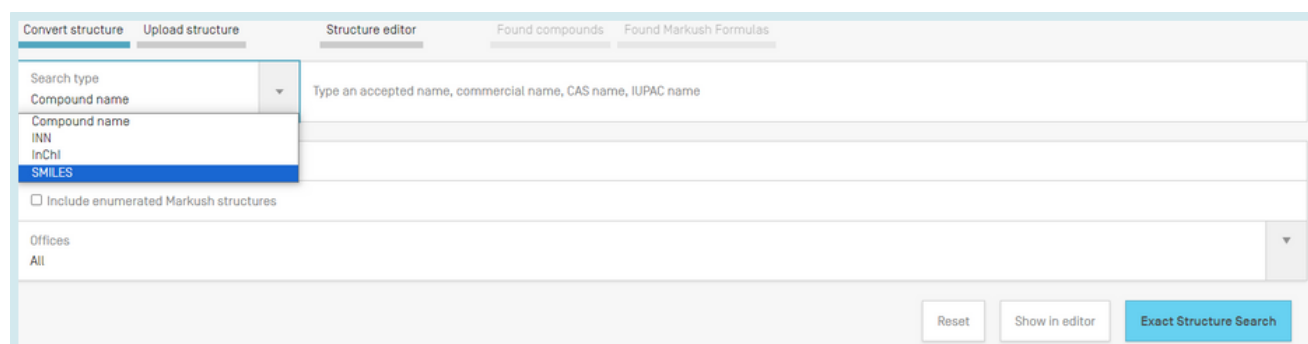 Convert structure Upload structure Structure editor Found compounds Found Markush Formulas
Search type
Compound name
Type an accepted name, commercial name, CAS name, IUPAC name
Compound name
INN
InChI
SMILES
Include enumerated Markush structures
Offices
All
Reset Show in editor Exact Structure Search